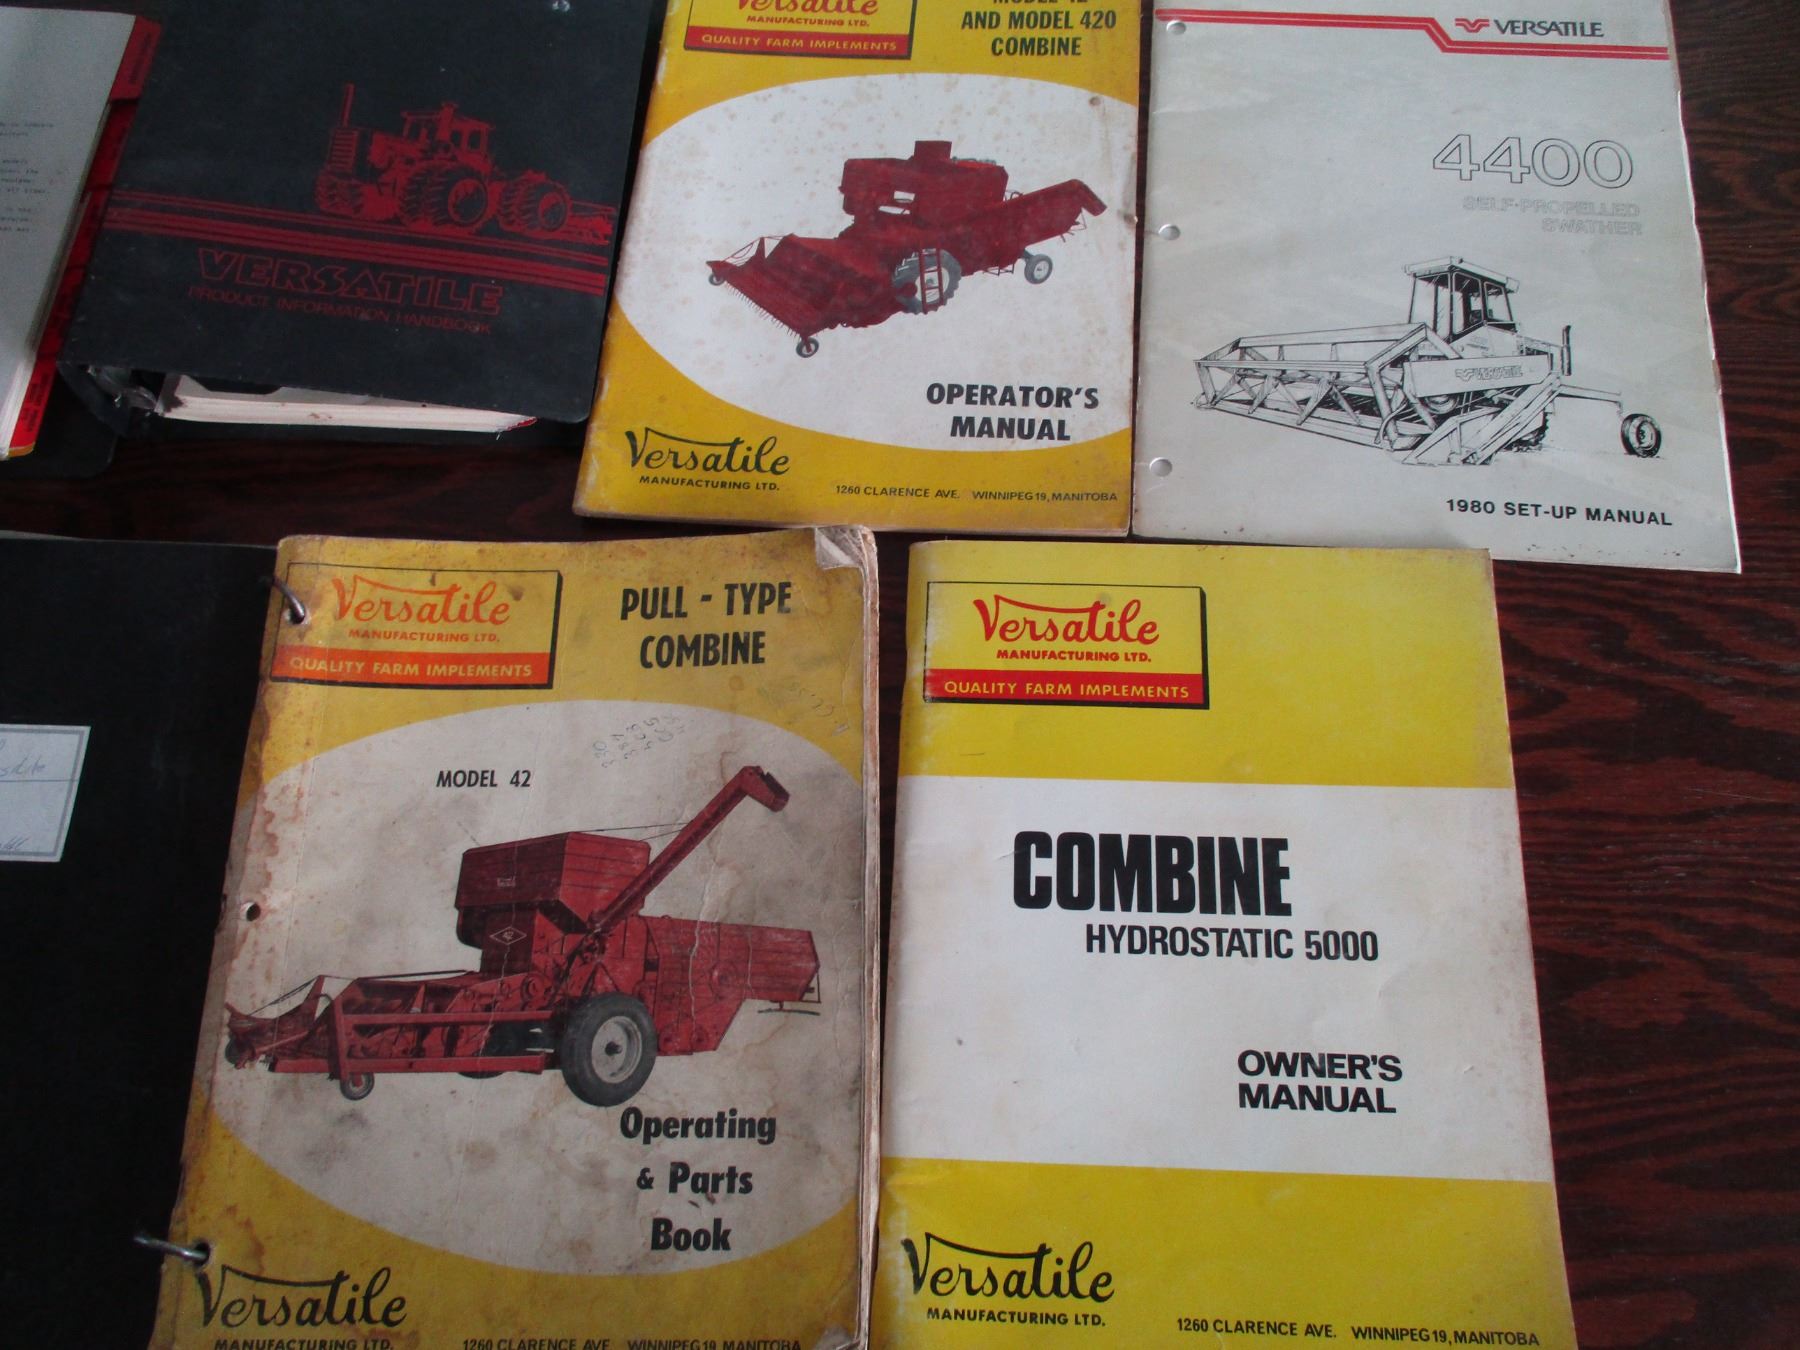 VERSATILE
PRODUCT INFORMATION HANDBOOK
Versatile
MANUFACTURING LTD.
QUALITY FARM IMPLEMENTS
AND MODEL 420
COMBINE
OPERATOR'S
MANUAL
Versatile
MANUFACTURING LTD.
1260 CLARENCE AVE. WINNIPEG 19, MANITOBA
VERSATILE
4400
SELF-PROPELLED
SWATHER
VERSATILE
1980 SET-UP MANUAL
Versatile
MANUFACTURING LTD.
QUALITY FARM IMPLEMENTS
PULL - TYPE
COMBINE
MODEL 42
42
Operating
& Parts
Book
Versatile
MANUFACTURING LTD.
1260 CLARENCE AVE. WINNIPEG 19, MANITOBA
Versatile
MANUFACTURING LTD.
QUALITY FARM IMPLEMENTS
COMBINE
HYDROSTATIC 5000
OWNER'S
MANUAL
Versatile
MANUFACTURING LTD.
1260 CLARENCE AVE. WINNIPEG 19, MANITOBA